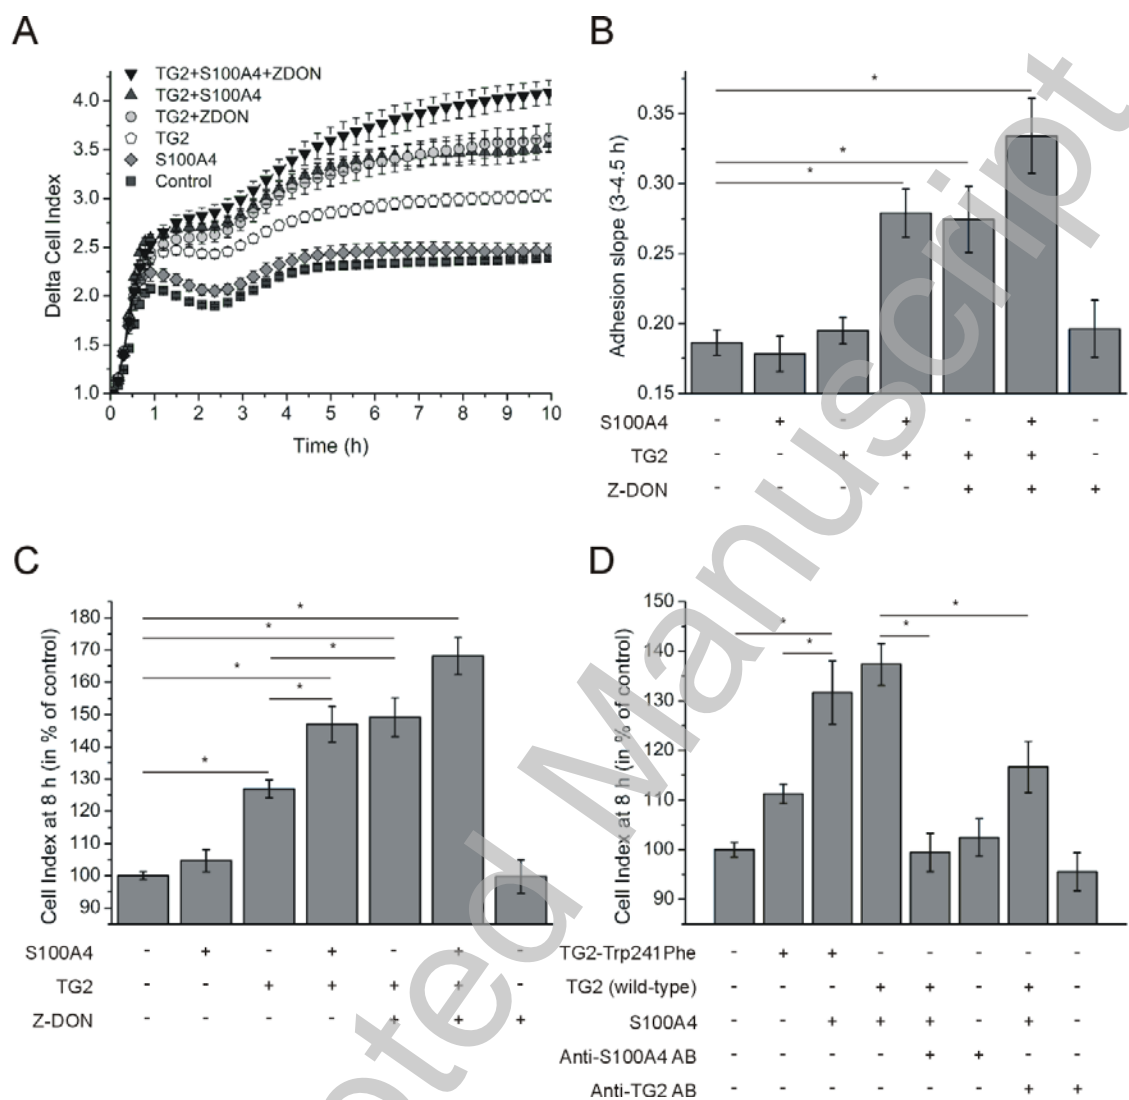 A
TG2+S100A4+ZDON
TG2+S100A4
TG2+ZDON
TG2
S100A4
Control
Delta Cell Index
4.0
3.5
3.0
2.5
2.0
1.5
1.0
0 1 2 3 4 5 6 7 8 9 10
Time (h)
B
Adhesion slope (3-4.5 h)
0.35
0.30
0.25
0.20
0.15
* * *
S100A4 - + - + - + -
TG2 - - + + + + -
Z-DON - - - - + + +
C
Cell Index at 8 h (in % of control)
180
170
160
150
140
130
120
110
100
90
* * * * * *
S100A4 - + - + - + -
TG2 - - + + + + -
Z-DON - - - - + + +
D
Cell Index at 8 h (in % of control)
150
140
130
120
110
100
90
* * * *
TG2-Trp241Phe - + + - - - - -
TG2 (wild-type) - - - + + - + -
S100A4 - - + + + - + -
Anti-S100A4 AB - - - - + + - -
Anti-TG2 AB - - - - - - + +
oted Manuscript